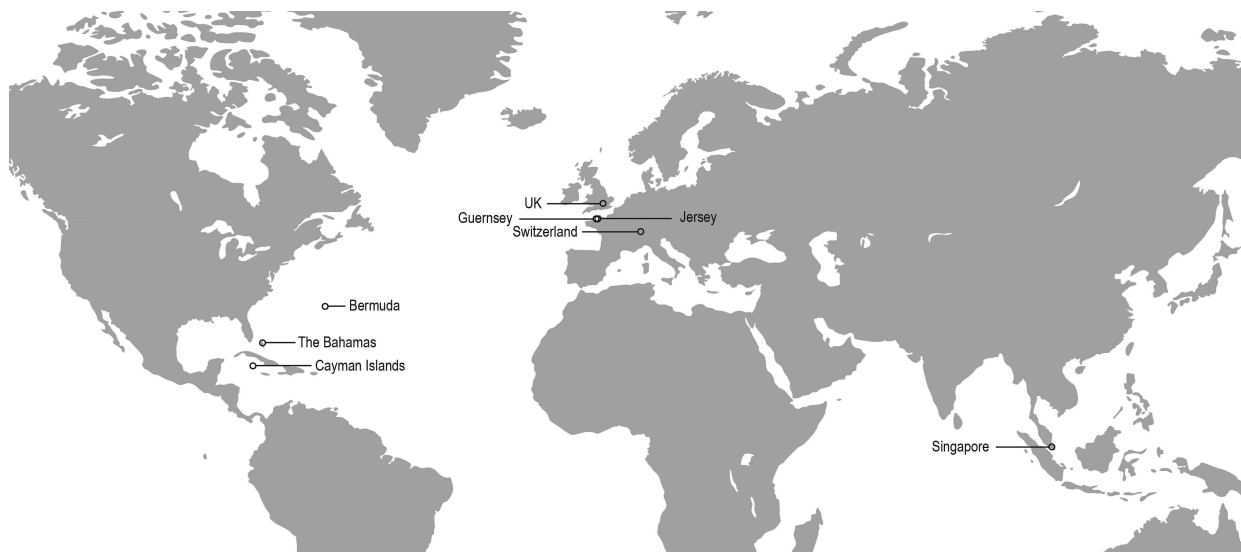 UK
Guernsey
Jersey
Switzerland
Bermuda
The Bahamas
Cayman Islands
Singapore